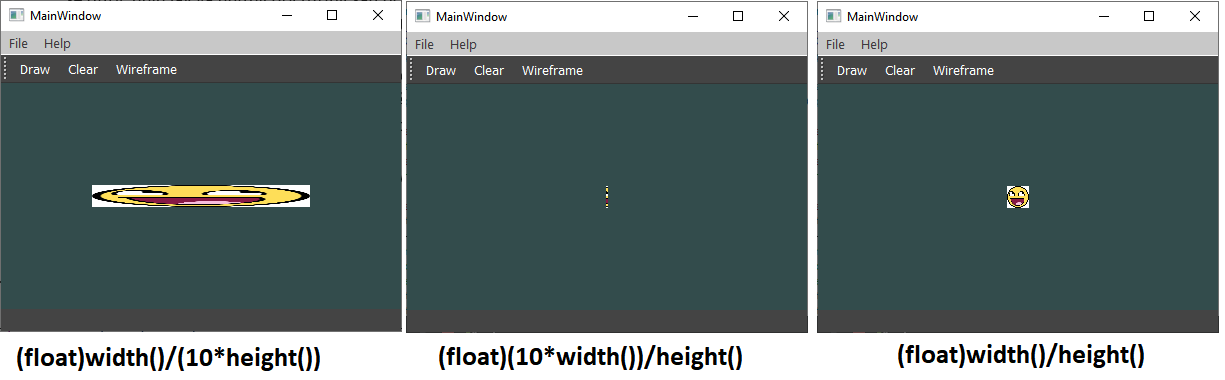 MainWindow
File Help
Draw Clear Wireframe
(float)width()/(10*height())
MainWindow
File Help
Draw Clear Wireframe
(float)(10*width())/height()
MainWindow
File Help
Draw Clear Wireframe
(float)width()/height()